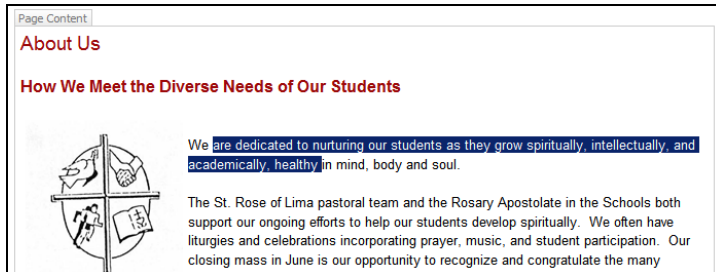 Page Content
About Us
How We Meet the Diverse Needs of Our Students
We are dedicated to nurturing our students as they grow spiritually, intellectually, and
academically, healthy in mind, body and soul.
The St. Rose of Lima pastoral team and the Rosary Apostolate in the Schools both
support our ongoing efforts to help our students develop spiritually.  We often have
liturgies and celebrations incorporating prayer, music, and student participation.  Our
closing mass in June is our opportunity to recognize and congratulate the many